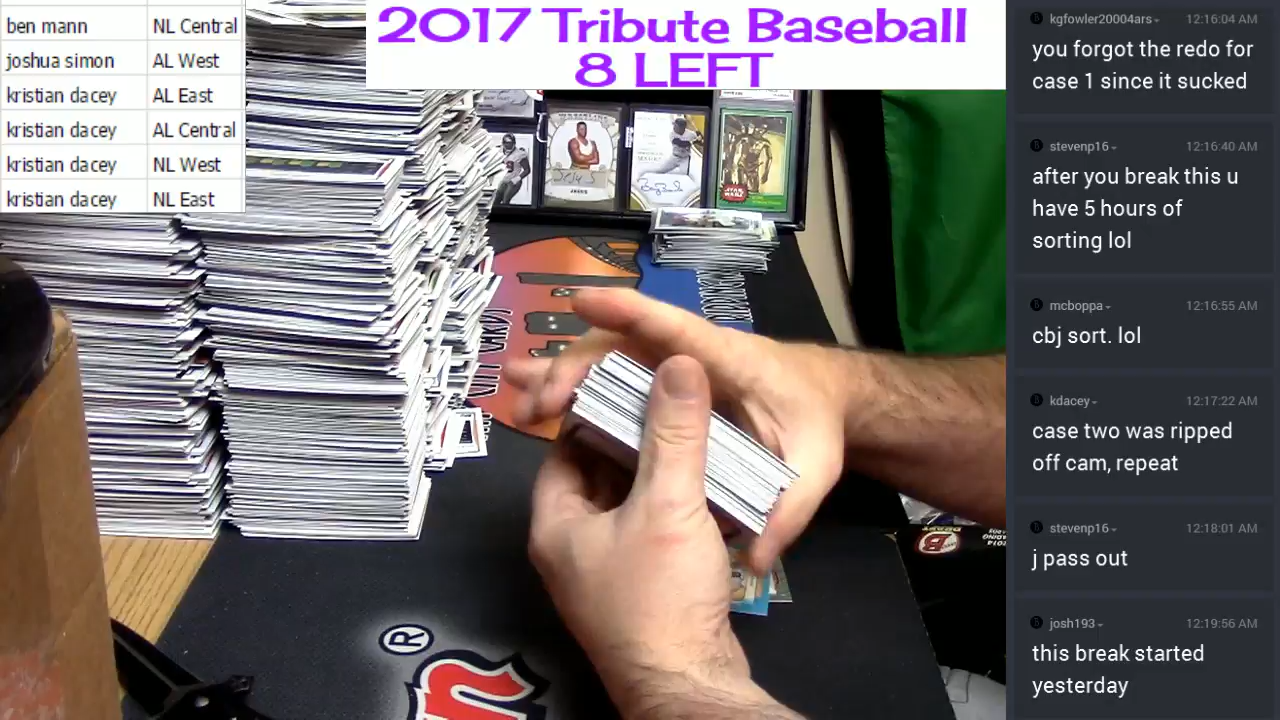 ben mann NL Central
joshua simon AL West
kristian dacey AL East
kristian dacey AL Central
kristian dacey NL West
kristian dacey NL East
2017 Tribute Baseball
8 LEFT
STAR
WARS
®
B
DRAFT
2014
kgfowler20004ars 12:16:04 AM
you forgot the redo for
case 1 since it sucked
stevenp16 12:16:40 AM
after you break this u
have 5 hours of
sorting lol
mcboppa 12:16:55 AM
cbj sort. lol
kdacey 12:17:22 AM
case two was ripped
off cam, repeat
stevenp16 12:18:01 AM
j pass out
josh193 12:19:56 AM
this break started
yesterday